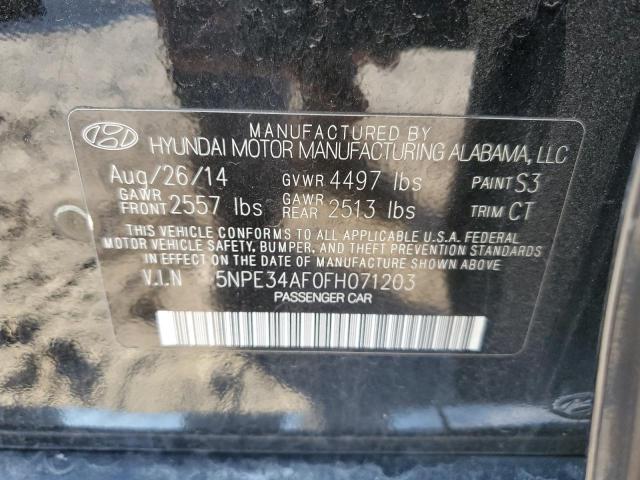 MANUFACTURED BY
HYUNDAI MOTOR MANUFACTURING ALABAMA, LLC
Aug/26/14 GVWR 4497 lbs PAINT S3
GAWR FRONT 2557 lbs GAWR REAR 2513 lbs TRIM CT
THIS VEHICLE CONFORMS TO ALL APPLICABLE U.S.A. FEDERAL
MOTOR VEHICLE SAFETY, BUMPER, AND THEFT PREVENTION STANDARDS
IN EFFECT ON THE DATE OF MANUFACTURE SHOWN ABOVE.
V.I.N 5NPE34AF0FH071203
PASSENGER CAR